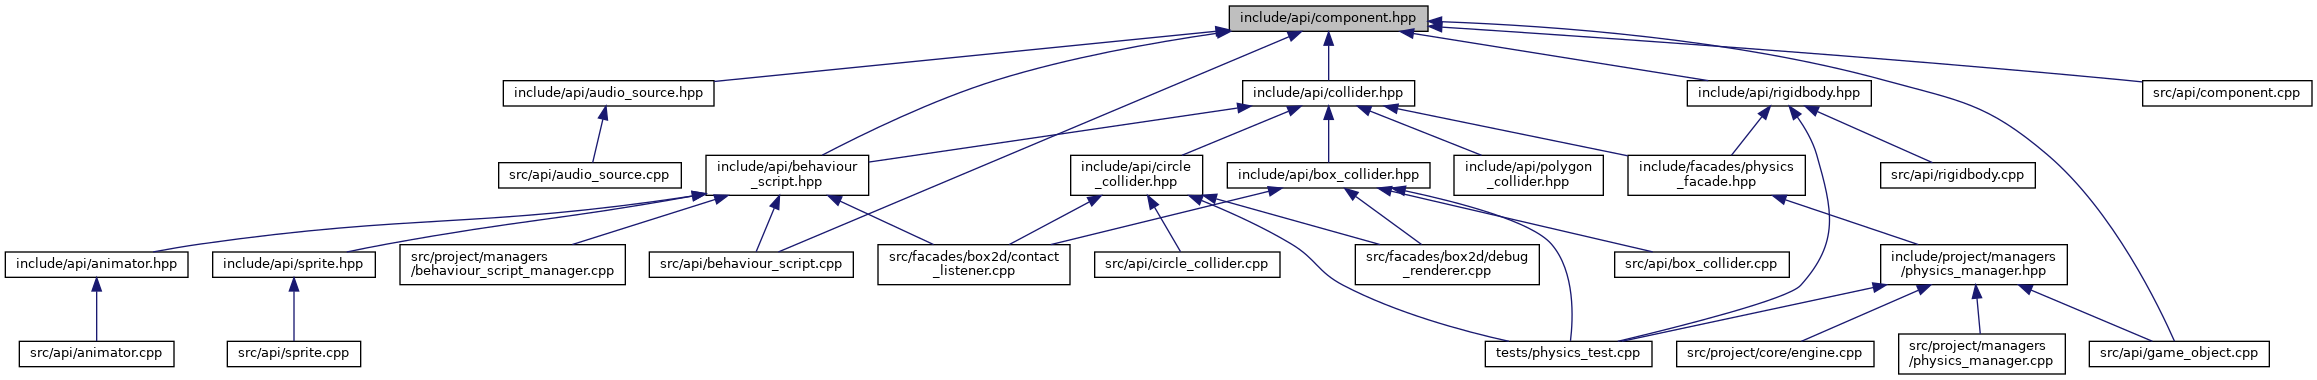 include/api/component.hpp
include/api/audio_source.hpp
include/api/collider.hpp
include/api/rigidbody.hpp
src/api/component.cpp
src/api/audio_source.cpp
include/api/behaviour
_script.hpp
include/api/circle
_collider.hpp
include/api/box_collider.hpp
include/api/polygon
_collider.hpp
include/facades/physics
_facade.hpp
src/api/rigidbody.cpp
include/api/animator.hpp
include/api/sprite.hpp
src/project/managers
/behaviour_script_manager.cpp
src/api/behaviour_script.cpp
src/facades/box2d/contact
_listener.cpp
src/api/circle_collider.cpp
src/facades/box2d/debug
_renderer.cpp
src/api/box_collider.cpp
include/project/managers
/physics_manager.hpp
src/api/animator.cpp
src/api/sprite.cpp
tests/physics_test.cpp
src/project/core/engine.cpp
src/project/managers
/physics_manager.cpp
src/api/game_object.cpp